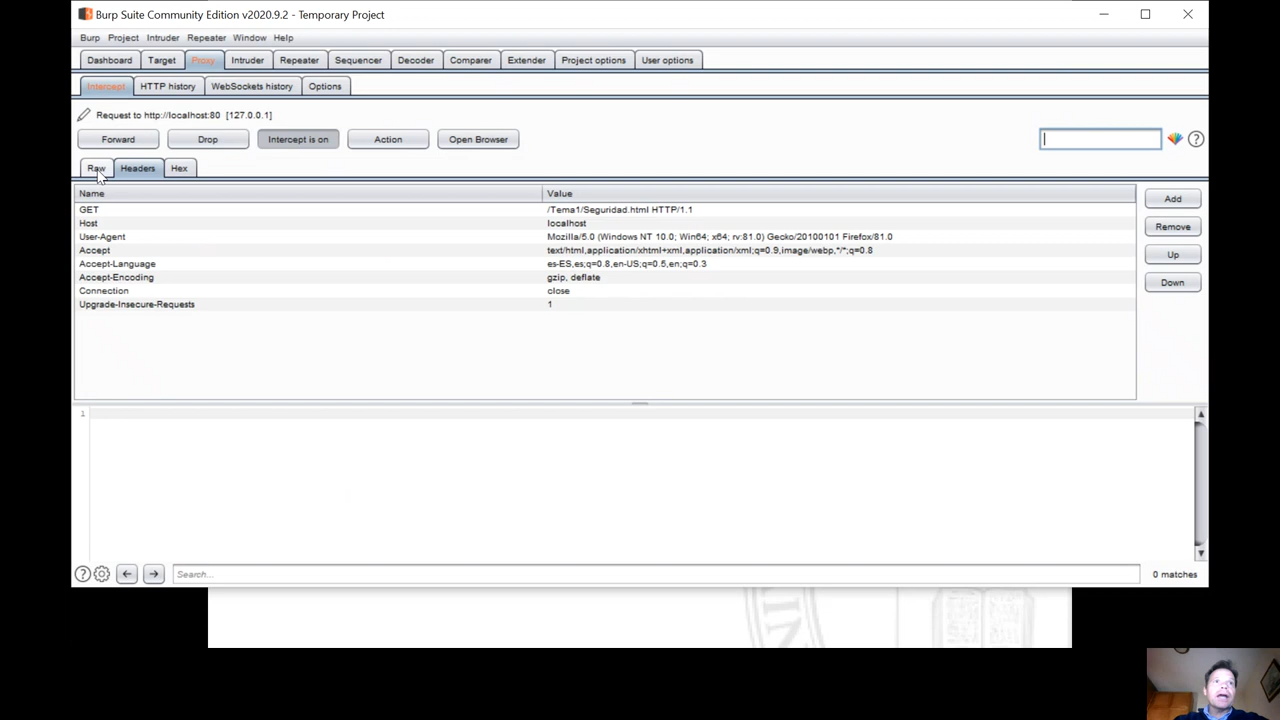 Burp Suite Community Edition v2020.9.2 - Temporary Project
Burp Project Intruder Repeater Window Help
Dashboard Target Proxy Intruder Repeater Sequencer Decoder Comparer Extender Project options User options
Intercept HTTP history WebSockets history Options
Request to http://localhost:80 [127.0.0.1]
Forward Drop Intercept is on Action Open Browser ?
Raw Headers Hex
Name Value
GET /Tema1/Seguridad.html HTTP/1.1
Host localhost
User-Agent Mozilla/5.0 (Windows NT 10.0; Win64; x64; rv:81.0) Gecko/20100101 Firefox/81.0
Accept text/html,application/xhtml+xml,application/xml;q=0.9,image/webp,*/*;q=0.8
Accept-Language es-ES,es;q=0.8,en-US;q=0.5,en;q=0.3
Accept-Encoding gzip, deflate
Connection close
Upgrade-Insecure-Requests 1
Add
Remove
Up
Down
1
? Search... 0 matches